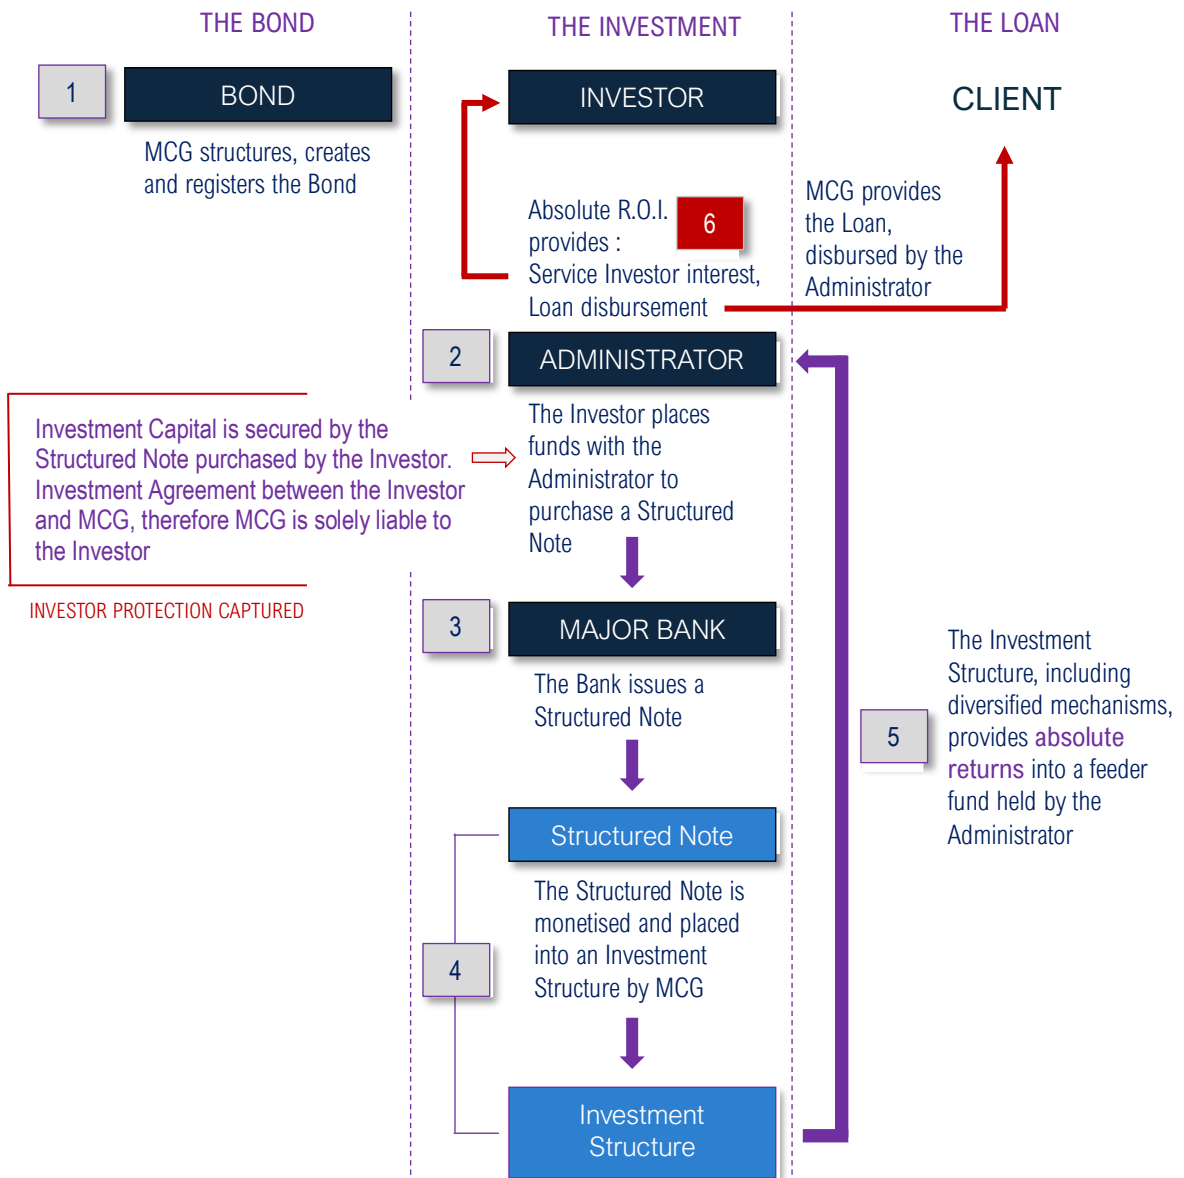 THE BOND
THE INVESTMENT
THE LOAN
1
BOND
MCG structures, creates
and registers the Bond
INVESTOR
CLIENT
Absolute R.O.I.
provides :
Service Investor interest,
Loan disbursement
6
MCG provides
the Loan,
disbursed by the
Administrator
2
ADMINISTRATOR
The Investor places
funds with the
Administrator to
purchase a Structured
Note
Investment Capital is secured by the
Structured Note purchased by the Investor.
Investment Agreement between the Investor
and MCG, therefore MCG is solely liable to
the Investor
INVESTOR PROTECTION CAPTURED
3
MAJOR BANK
The Bank issues a
Structured Note
Structured Note
4
The Structured Note is
monetised and placed
into an Investment
Structure by MCG
Investment
Structure
5
The Investment
Structure, including
diversified mechanisms,
provides absolute
returns into a feeder
fund held by the
Administrator